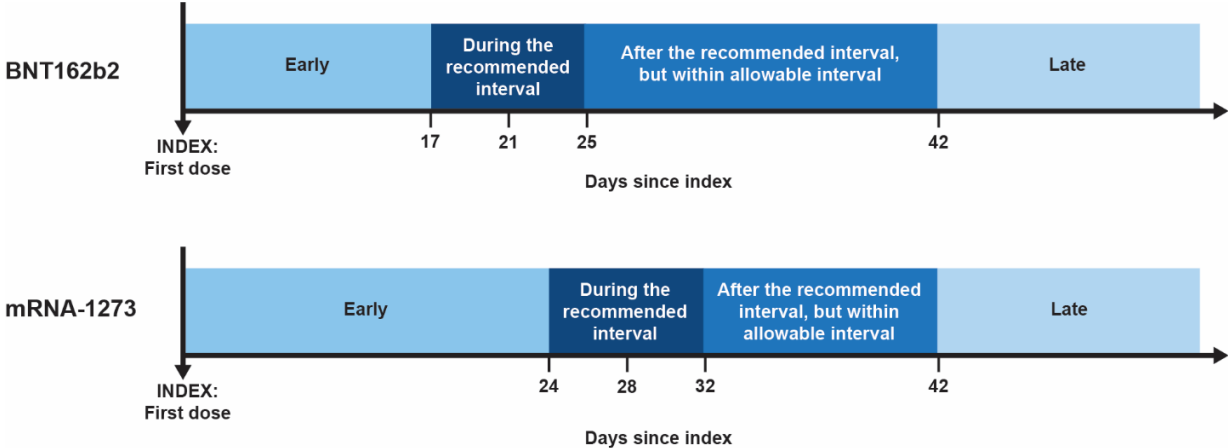 BNT162b2
Early
During the
recommended
interval
After the recommended interval,
but within allowable interval
Late
INDEX:
First dose
17
21
25
42
Days since index
mRNA-1273
Early
During the
recommended
interval
After the recommended
interval, but within
allowable interval
Late
INDEX:
First dose
24
28
32
42
Days since index